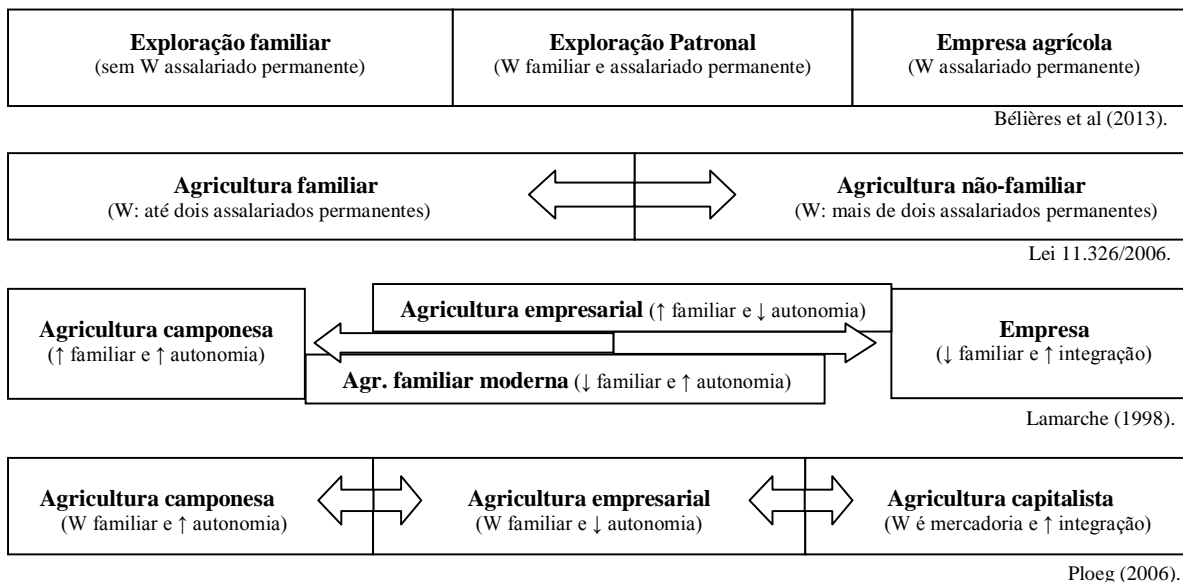 Exploração familiar
(sem W assalariado permanente)
Exploração Patronal
(W familiar e assalariado permanente)
Empresa agrícola
(W assalariado permanente)
Bélières et al (2013).
Agricultura familiar
(W: até dois assalariados permanentes)
Agricultura não-familiar
(W: mais de dois assalariados permanentes)
Lei 11.326/2006.
Agricultura camponesa
(↑ familiar e ↑ autonomia)
Agricultura empresarial (↑ familiar e ↓ autonomia)
Agr. familiar moderna (↓ familiar e ↑ autonomia)
Empresa
(↓ familiar e ↑ integração)
Lamarche (1998).
Agricultura camponesa
(W familiar e ↑ autonomia)
Agricultura empresarial
(W familiar e ↓ autonomia)
Agricultura capitalista
(W é mercadoria e ↑ integração)
Ploeg (2006).